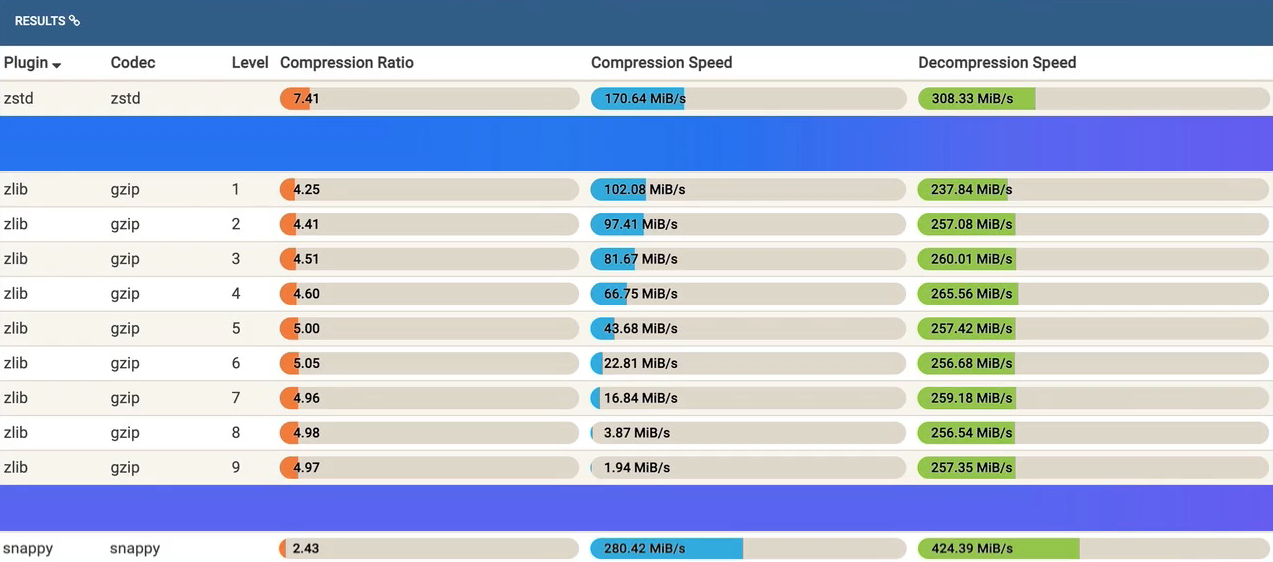 RESULTS
Plugin Codec Level Compression Ratio Compression Speed Decompression Speed
zstd zstd 7.41 170.64 MiB/s 308.33 MiB/s
zlib gzip 1 4.25 102.08 MiB/s 237.84 MiB/s
zlib gzip 2 4.41 97.41 MiB/s 257.08 MiB/s
zlib gzip 3 4.51 81.67 MiB/s 260.01 MiB/s
zlib gzip 4 4.60 66.75 MiB/s 265.56 MiB/s
zlib gzip 5 5.00 43.68 MiB/s 257.42 MiB/s
zlib gzip 6 5.05 22.81 MiB/s 256.68 MiB/s
zlib gzip 7 4.96 16.84 MiB/s 259.18 MiB/s
zlib gzip 8 4.98 3.87 MiB/s 256.54 MiB/s
zlib gzip 9 4.97 1.94 MiB/s 257.35 MiB/s
snappy snappy 2.43 280.42 MiB/s 424.39 MiB/s